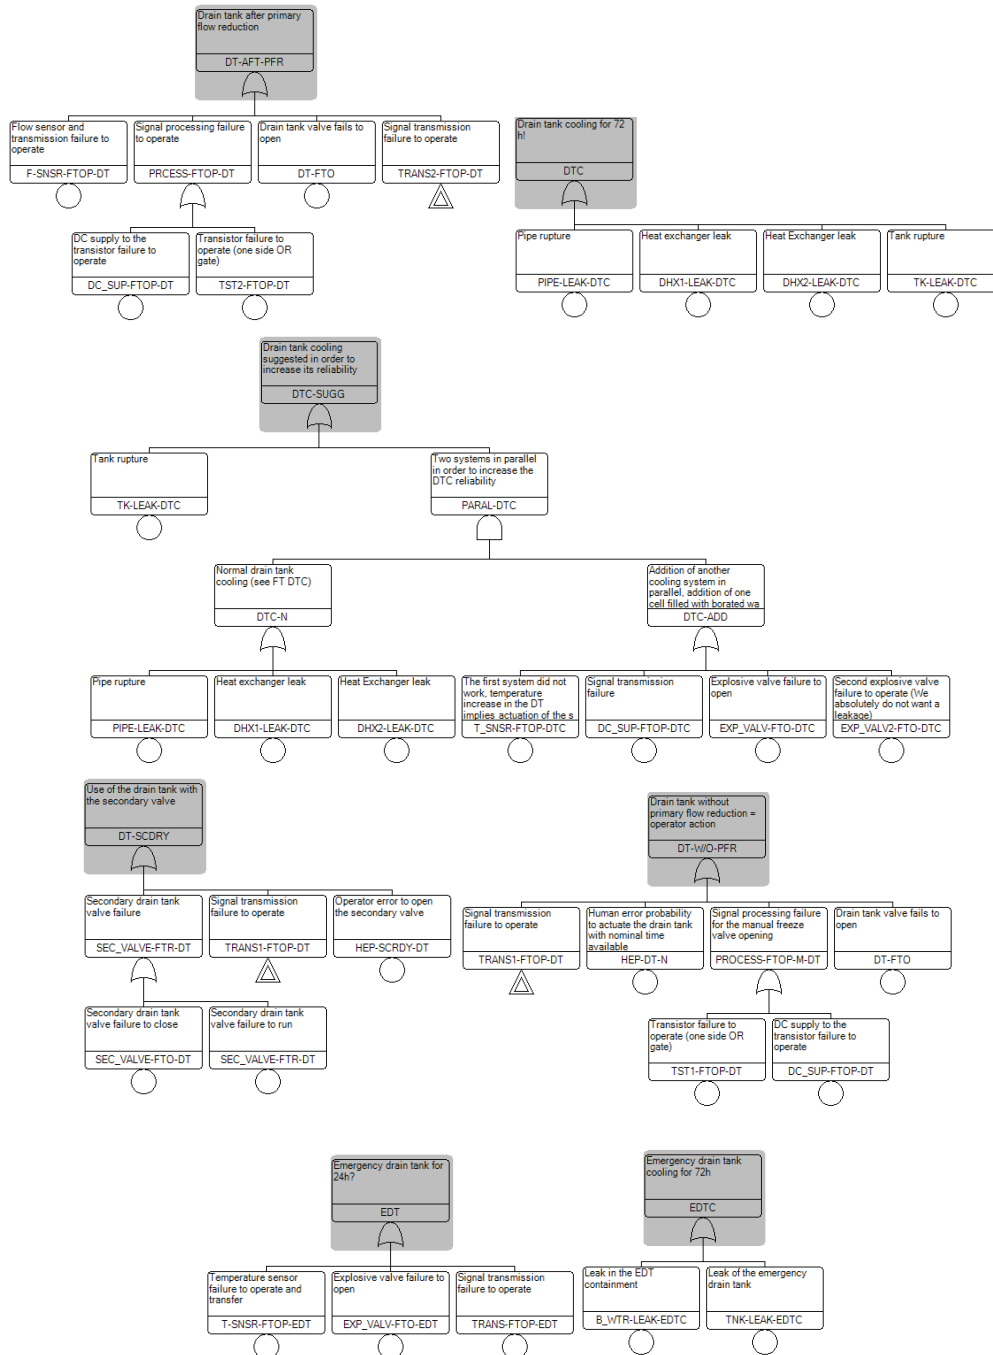 Drain tank after primary
flow reduction
DT-AFT-PFR
Flow sensor and
transmission failure to
operate
F-SNSR-FTOP-DT
Signal processing failure
to operate
PRCESS-FTOP-DT
Drain tank valve fails to
open
DT-FTO
Signal transmission
failure to operate
TRANS2-FTOP-DT
DC supply to the
transistor failure to
operate
DC_SUP-FTOP-DT
Transistor failure to
operate (one side OR
gate)
TST2-FTOP-DT
Drain tank cooling for 72
h!
DTC
Pipe rupture
PIPE-LEAK-DTC
Heat exchanger leak
DHX1-LEAK-DTC
Heat Exchanger leak
DHX2-LEAK-DTC
Tank rupture
TK-LEAK-DTC
Drain tank cooling
suggested in order to
increase its reliability
DTC-SUGG
Tank rupture
TK-LEAK-DTC
Two systems in parallel
in order to increase the
DTC reliability
PARAL-DTC
Normal drain tank
cooling (see FT DTC)
DTC-N
Addition of another
cooling system in
parallel, addition of one
cell filled with borated wa
DTC-ADD
Pipe rupture
PIPE-LEAK-DTC
Heat exchanger leak
DHX1-LEAK-DTC
Heat Exchanger leak
DHX2-LEAK-DTC
The first system did not
work, temperature
increase in the DT
implies actuation of the s
T_SNSR-FTOP-DTC
Signal transmission
failure
DC_SUP-FTOP-DTC
Explosive valve failure to
open
EXP_VALV-FTO-DTC
Second explosive valve
failure to operate (We
absolutely do not want a
leakage)
EXP_VALV2-FTO-DTC
Use of the drain tank with
the secondary valve
DT-SCDRY
Secondary drain tank
valve failure
SEC_VALVE-FTR-DT
Signal transmission
failure to operate
TRANS1-FTOP-DT
Operator error to open
the secondary valve
HEP-SCRDY-DT
Secondary drain tank
valve failure to close
SEC_VALVE-FTO-DT
Secondary drain tank
valve failure to run
SEC_VALVE-FTR-DT
Drain tank without
primary flow reduction =
operator action
DT-W/O-PFR
Signal transmission
failure to operate
TRANS1-FTOP-DT
Human error probability
to actuate the drain tank
with nominal time
available
HEP-DT-N
Signal processing failure
for the manual freeze
valve opening
PROCESS-FTOP-M-DT
Drain tank valve fails to
open
DT-FTO
Transistor failure to
operate (one side OR
gate)
TST1-FTOP-DT
DC supply to the
transistor failure to
operate
DC_SUP-FTOP-DT
Emergency drain tank for
24h?
EDT
Temperature sensor
failure to operate and
transfer
T-SNSR-FTOP-EDT
Explosive valve failure to
open
EXP_VALV-FTO-EDT
Signal transmission
failure to operate
TRANS-FTOP-EDT
Emergency drain tank
cooling for 72h
EDTC
Leak in the EDT
containment
B_WTR-LEAK-EDTC
Leak of the emergency
drain tank
TNK-LEAK-EDTC